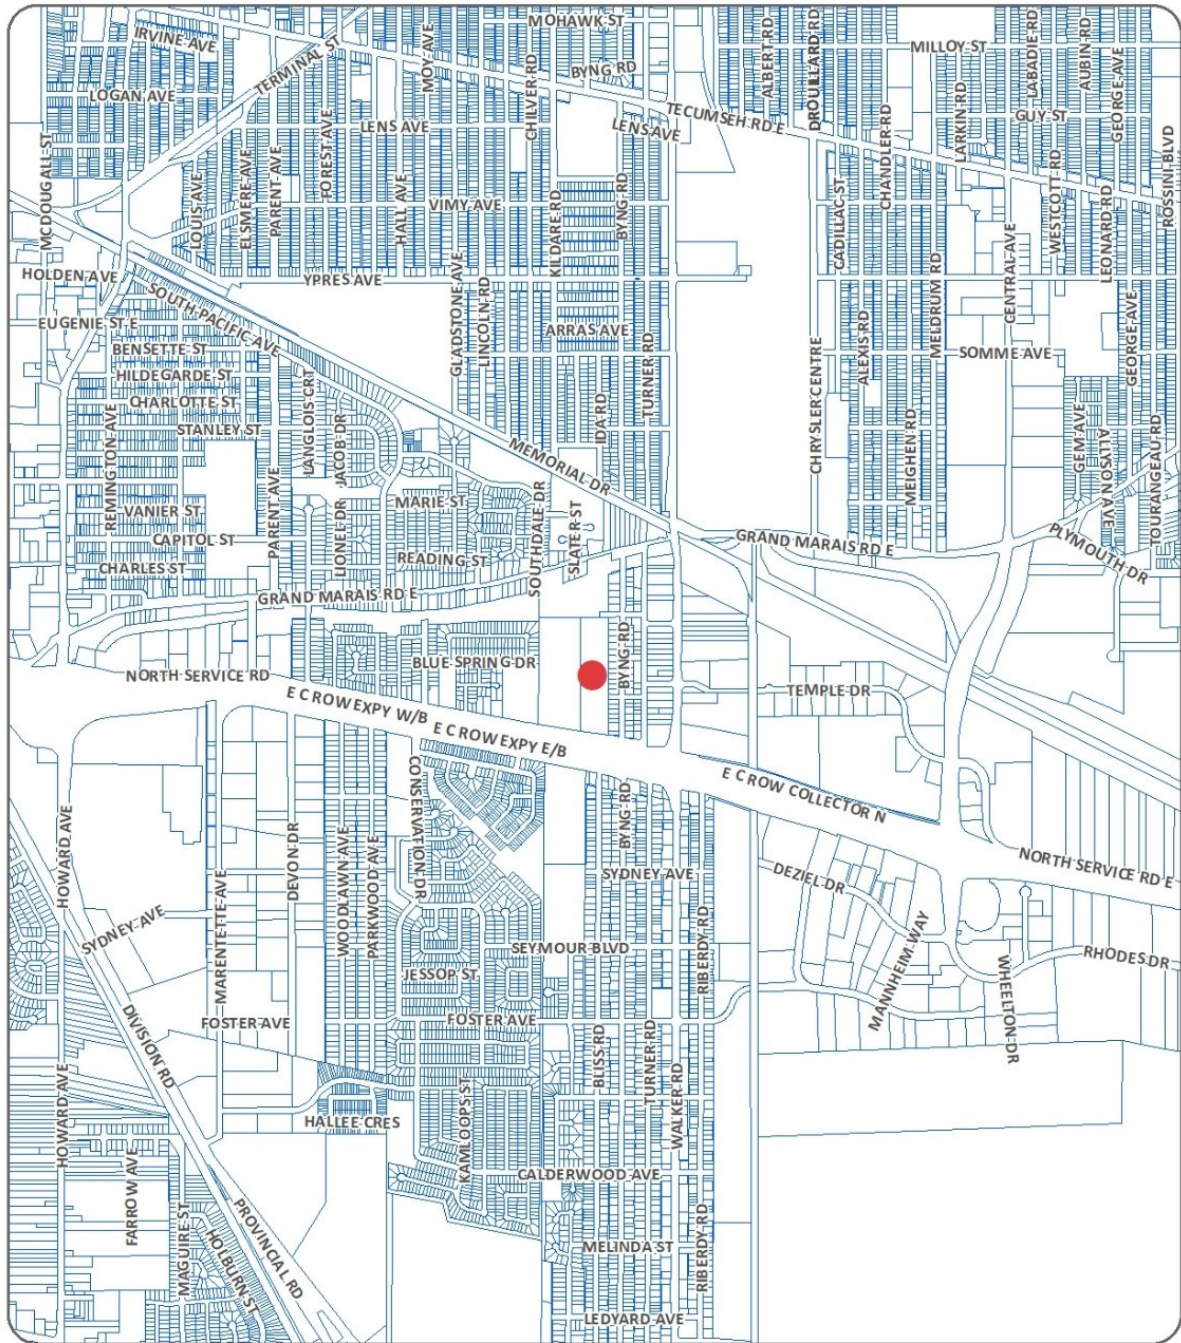 MOHAWK ST
IRVINE AVE
TERMINAL ST
MOY AVE
CHILVER RD
BYNG RD
ALBERT RD
DROUILLARD RD
MILLOY ST
LABADIE RD
AUBIN RD
GEORGE AVE
LOGAN AVE
LENS AVE
TECUMSEH RD E
LENS AVE
CHANDLER RD
LARKIN RD
GUY ST
ROSSINI BLVD
MCDOUGALL ST
LOUIS AVE
ELSMERE AVE
PARENT AVE
FOREST AVE
HALL AVE
VIMY AVE
KILDARE RD
BYNG RD
CADILLAC ST
WESTCOTT RD
LEONARD RD
HOLDEN AVE
YPRES AVE
GLADSTONE AVE
LINCOLN RD
CENTRAL AVE
SOUTH PACIFIC AVE
EUGENIE ST E
ARRAS AVE
TURNER RD
CHRYSLER CENTRE
ALEXIS RD
MELDRUM RD
SOMME AVE
GEORGE AVE
BENSETTE ST
HILDEGARDE ST
CHARLOTTE ST
STANLEY ST
REMINGTON AVE
LANGLOIS CRT
JACOB DR
IDA RD
MEIGHEN RD
GEM AVE
ALLYSON AVE
TOURANGEAU RD
MEMORIAL DR
MARIE ST
VANIER ST
PARENT AVE
LIONEL DR
SOUTHDALE DR
SLATER ST
CAPITOL ST
GRAND MARAIS RD E
PLYMOUTH DR
READING ST
CHARLES ST
GRAND MARAIS RD E
BYNG RD
BLUE SPRING DR
NORTH SERVICE RD
TEMPLE DR
E C ROW EXPY W/B
E C ROW EXPY E/B
E C ROW COLLECTOR N
CONSERVATION DR
BYNG RD
HOWARD AVE
DEVON DR
WOODLAWN AVE
PARKWOOD AVE
SYDNEY AVE
DEZIEL DR
NORTH SERVICE RD E
MARENTETTE AVE
SYDNEY AVE
SEYMOUR BLVD
RIBERDY RD
MANNHEIM WAY
RHODES DR
JESSOP ST
WHEELTON DR
DIVISION RD
FOSTER AVE
FOSTER AVE
BLISS RD
TURNER RD
WALKER RD
HOWARD AVE
KAMLOOPS ST
HALLEE CRES
CALDERWOOD AVE
FARROW AVE
MAGUIRE ST
HOLBURN ST
PROVINCIAL RD
MELINDA ST
RIBERDY RD
LEDYARD AVE